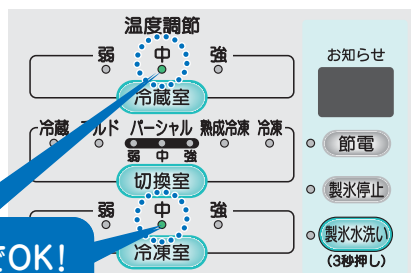 温度調節
弱 中 強
お知らせ
冷蔵室
冷蔵 ルド パーシャル 熟成冷凍 冷凍
弱 中 強
節電
切換室
製氷停止
弱 中 強
製氷水洗い
でOK!
冷凍室
(3秒押し)